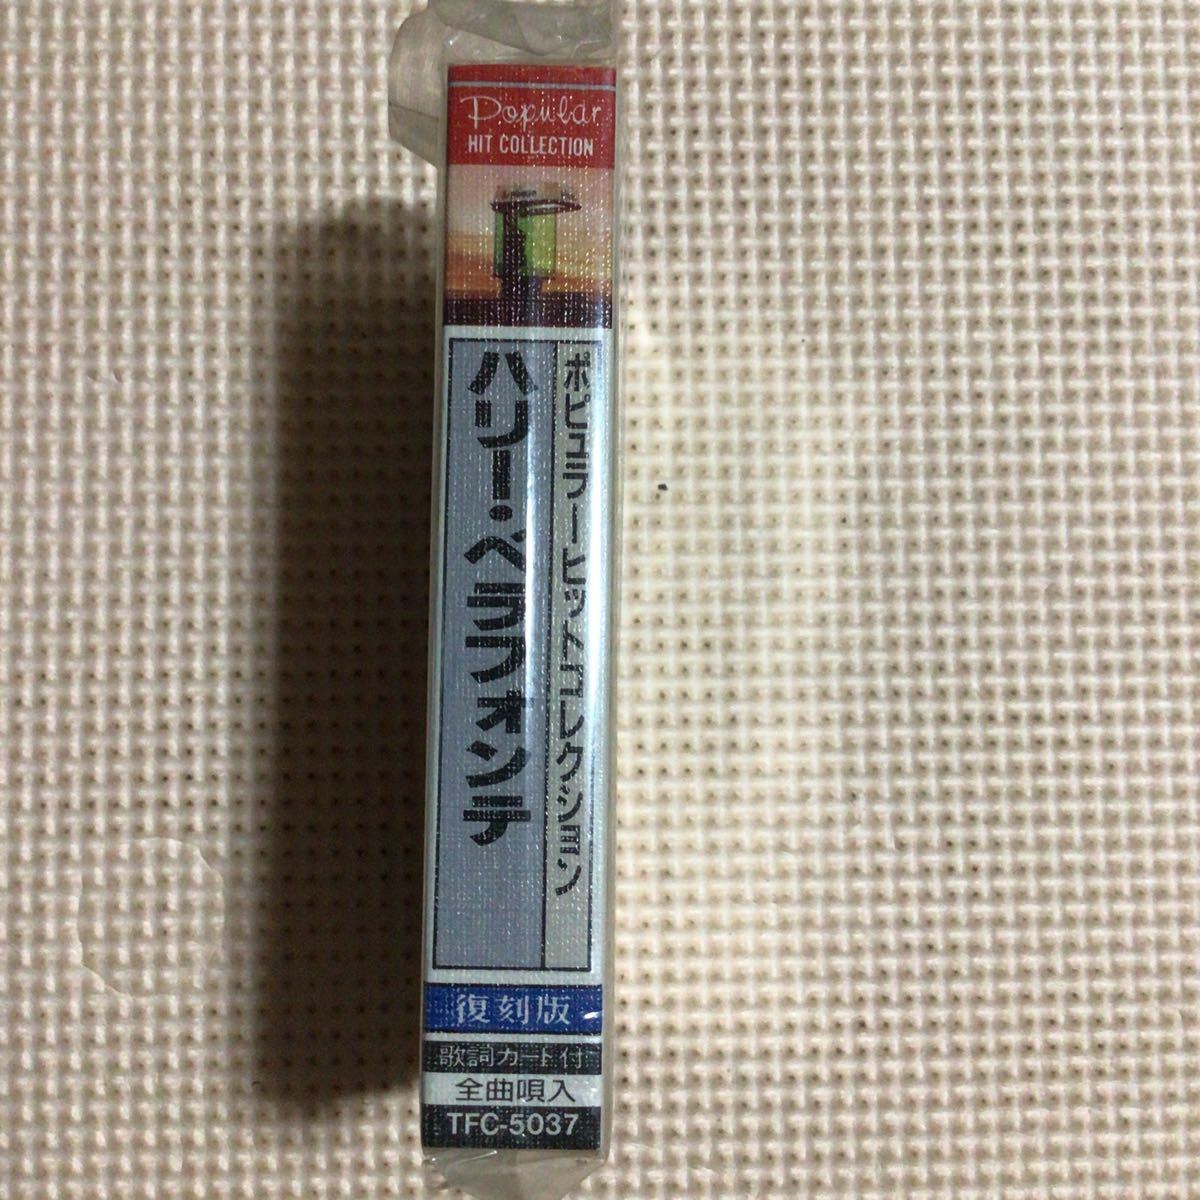 Popular
HIT COLLECTION
ポピュラーヒットコレクション
ハリー・ベラフォンテ
復刻版
歌詞カード付
全曲唄入
TFC-5037